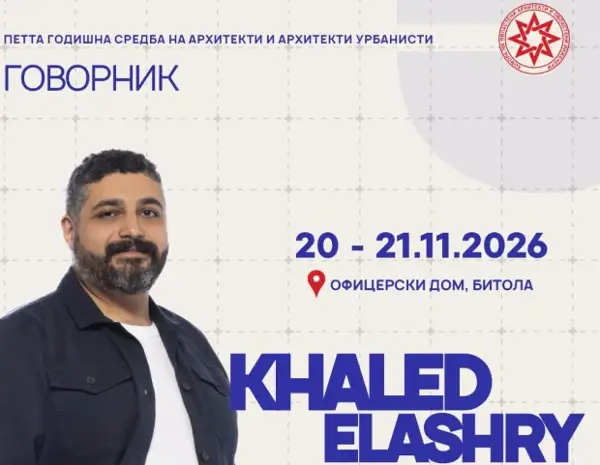 ПЕТТА ГОДИШНА СРЕДБА НА АРХИТЕКТИ И АРХИТЕКТИ УРБАНИСТИ
ГОВОРНИК
20 - 21.11.2026
ОФИЦЕРСКИ ДОМ, БИТОЛА
KHALED
ELASHRY